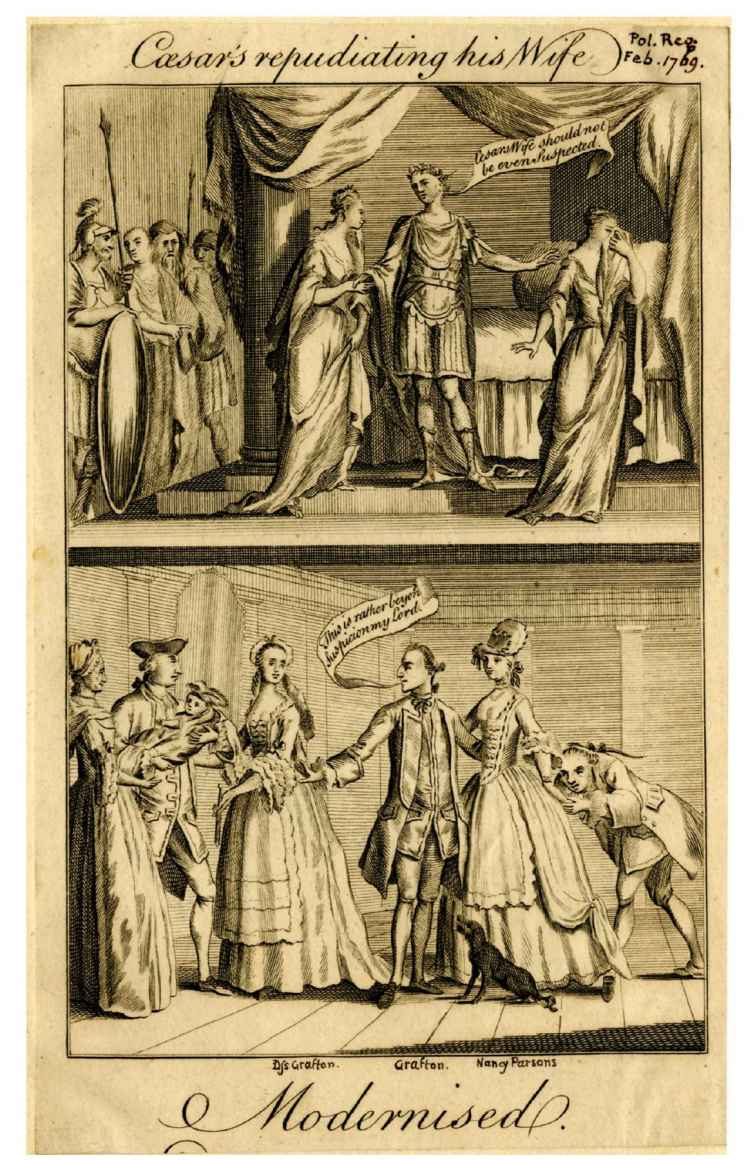 Cæsar's repudiating his Wife
Pol. Reg.
Feb. 1769.
Cesars Wife should not
be even Suspected.
This is rather beyond
Suspicion my Lord.
Dſs Grafton.
Grafton.
Nancy Parsons
Modernised.